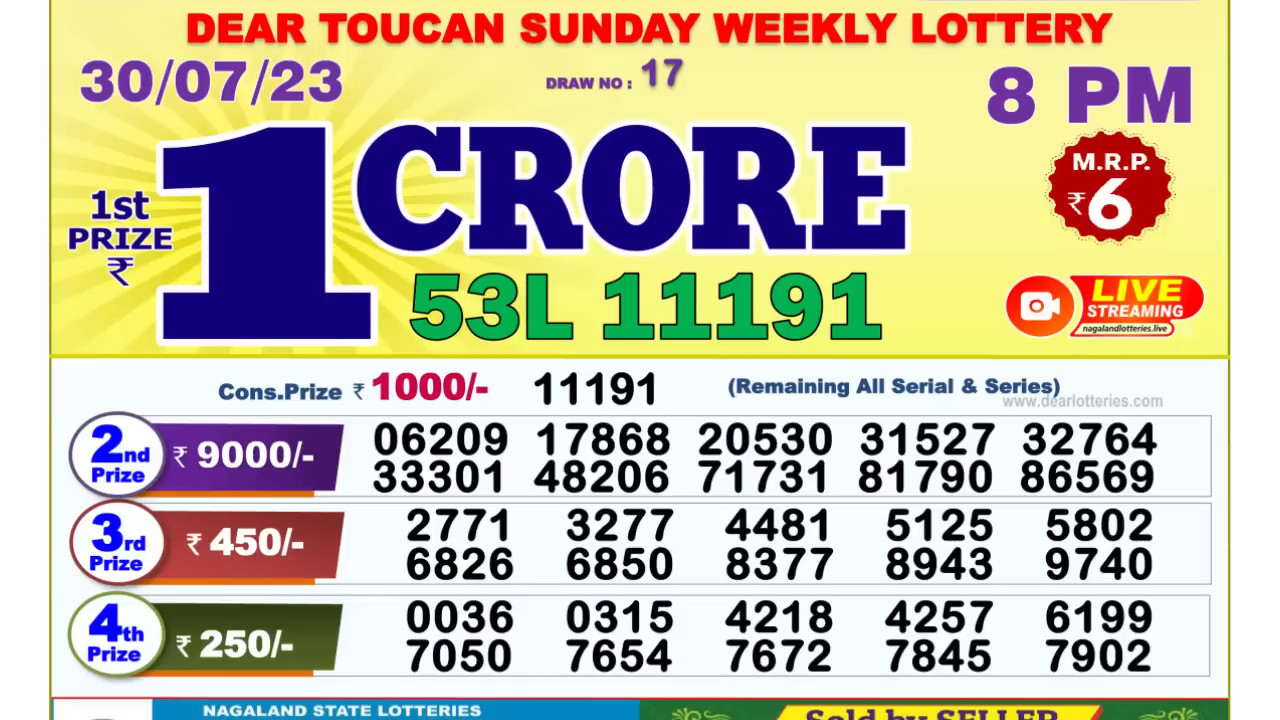 DEAR TOUCAN SUNDAY WEEKLY LOTTERY
30/07/23 DRAW NO : 17 8 PM
M.R.P.
₹ 6
1st
PRIZE
₹
1 CRORE
53L 11191
LIVE
STREAMING
nagalandlotteries.live
Cons.Prize ₹ 1000/- 11191 (Remaining All Serial & Series)
www.dearlotteries.com
2nd Prize ₹ 9000/-
06209 17868 20530 31527 32764
33301 48206 71731 81790 86569
3rd Prize ₹ 450/-
2771 3277 4481 5125 5802
6826 6850 8377 8943 9740
4th Prize ₹ 250/-
0036 0315 4218 4257 6199
7050 7654 7672 7845 7902
NAGALAND STATE LOTTERIES
Sold by SELLER